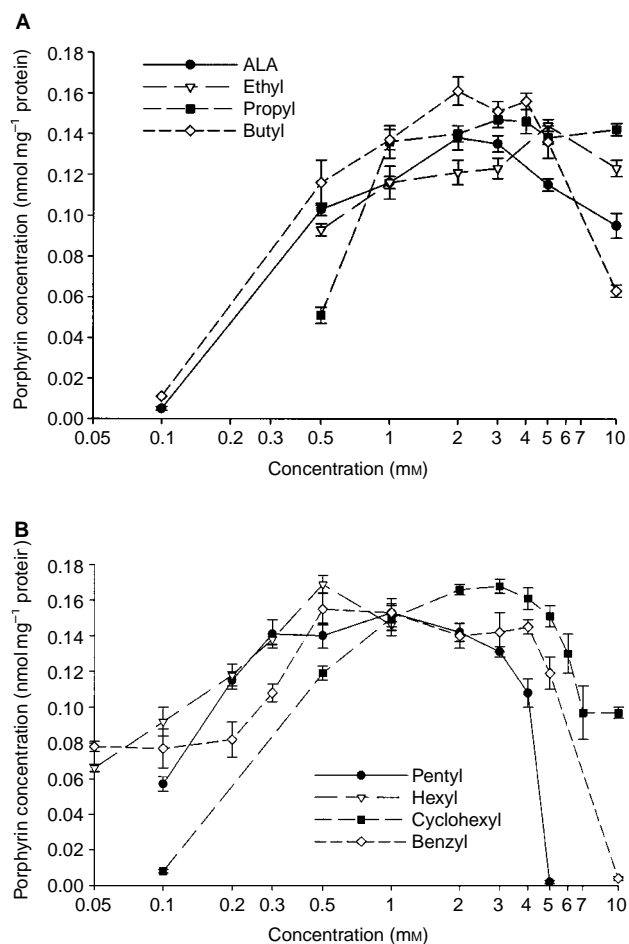 A
Porphyrin concentration (nmol mg⁻¹ protein)
0.18
0.16
0.14
0.12
0.10
0.08
0.06
0.04
0.02
0.00
ALA
Ethyl
Propyl
Butyl
0.05 0.1 0.2 0.3 0.5 1 2 3 4 5 6 7 10
Concentration (mM)
B
Porphyrin concentration (nmol mg⁻¹ protein)
0.18
0.16
0.14
0.12
0.10
0.08
0.06
0.04
0.02
0.00
Pentyl
Hexyl
Cyclohexyl
Benzyl
0.05 0.1 0.2 0.3 0.5 1 2 3 4 5 6 7 10
Concentration (mM)